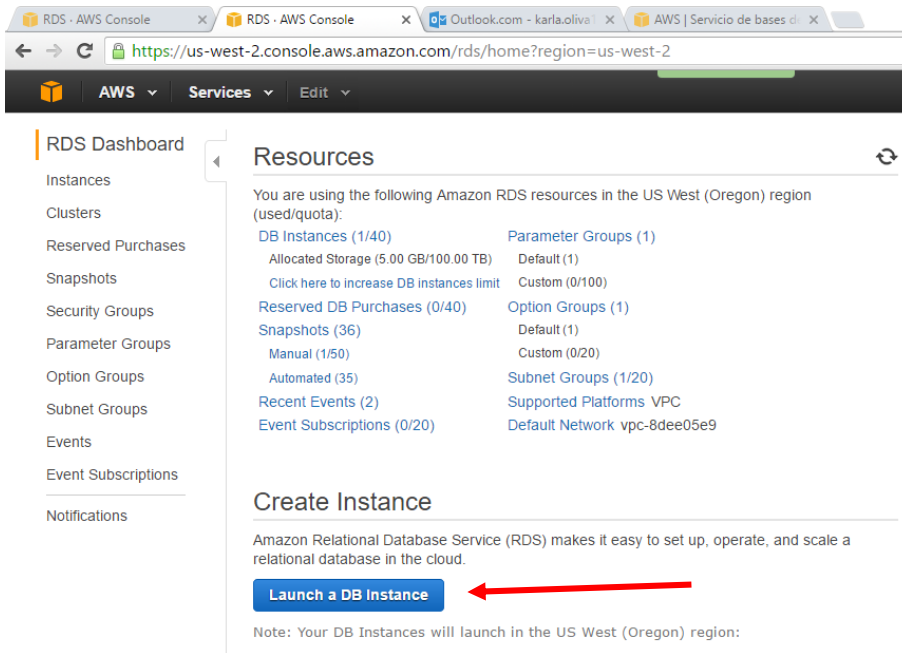 RDS · AWS Console
RDS · AWS Console
Outlook.com - karla.oliva
AWS | Servicio de bases d
https://us-west-2.console.aws.amazon.com/rds/home?region=us-west-2
AWS Services Edit
RDS Dashboard
Instances
Clusters
Reserved Purchases
Snapshots
Security Groups
Parameter Groups
Option Groups
Subnet Groups
Events
Event Subscriptions
Notifications
Resources
You are using the following Amazon RDS resources in the US West (Oregon) region
(used/quota):
DB Instances (1/40)
Allocated Storage (5.00 GB/100.00 TB)
Click here to increase DB instances limit
Reserved DB Purchases (0/40)
Snapshots (36)
Manual (1/50)
Automated (35)
Recent Events (2)
Event Subscriptions (0/20)
Parameter Groups (1)
Default (1)
Custom (0/100)
Option Groups (1)
Default (1)
Custom (0/20)
Subnet Groups (1/20)
Supported Platforms VPC
Default Network vpc-8dee05e9
Create Instance
Amazon Relational Database Service (RDS) makes it easy to set up, operate, and scale a
relational database in the cloud.
Launch a DB Instance
Note: Your DB Instances will launch in the US West (Oregon) region: